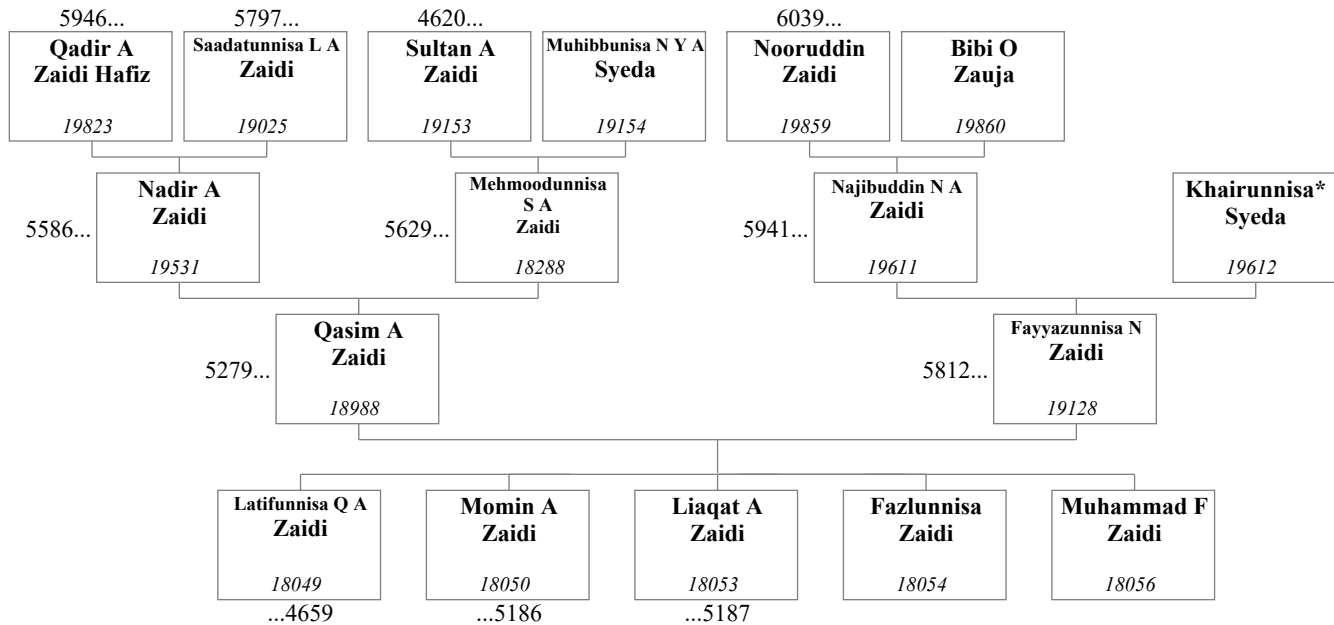 5946...
5797...
4620...
6039...
Qadir A
Zaidi Hafiz
19823
Saadatunnisa L A
Zaidi
19025
Sultan A
Zaidi
19153
Muhibbunisa N Y A
Syeda
19154
Nooruddin
Zaidi
19859
Bibi O
Zauja
19860
5586...
Nadir A
Zaidi
19531
5629...
Mehmoodunnisa
S A
Zaidi
18288
5941...
Najibuddin N A
Zaidi
19611
Khairunnisa*
Syeda
19612
5279...
Qasim A
Zaidi
18988
5812...
Fayyazunnisa N
Zaidi
19128
Latifunnisa Q A
Zaidi
18049
...4659
Momin A
Zaidi
18050
...5186
Liaqat A
Zaidi
18053
...5187
Fazlunnisa
Zaidi
18054
Muhammad F
Zaidi
18056